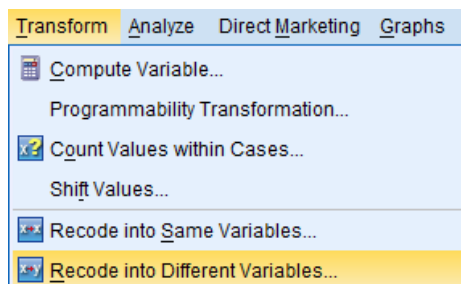 Transform Analyze Direct Marketing Graphs
Compute Variable...
Programmability Transformation...
Count Values within Cases...
Shift Values...
Recode into Same Variables...
Recode into Different Variables...